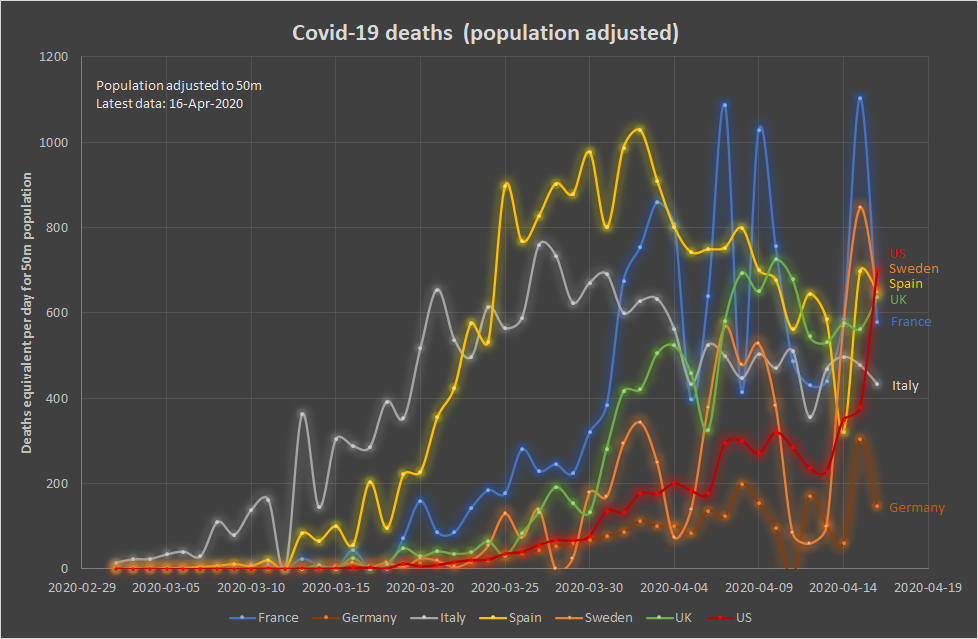 Covid-19 deaths (population adjusted)
Population adjusted to 50m
Latest data: 16-Apr-2020
Deaths equivalent per day for 50m population
1200
1000
800
600
400
200
0
2020-02-29 2020-03-05 2020-03-10 2020-03-15 2020-03-20 2020-03-25 2020-03-30 2020-04-04 2020-04-09 2020-04-14 2020-04-19
US
Sweden
Spain
UK
France
Italy
Germany
France Germany Italy Spain Sweden UK US